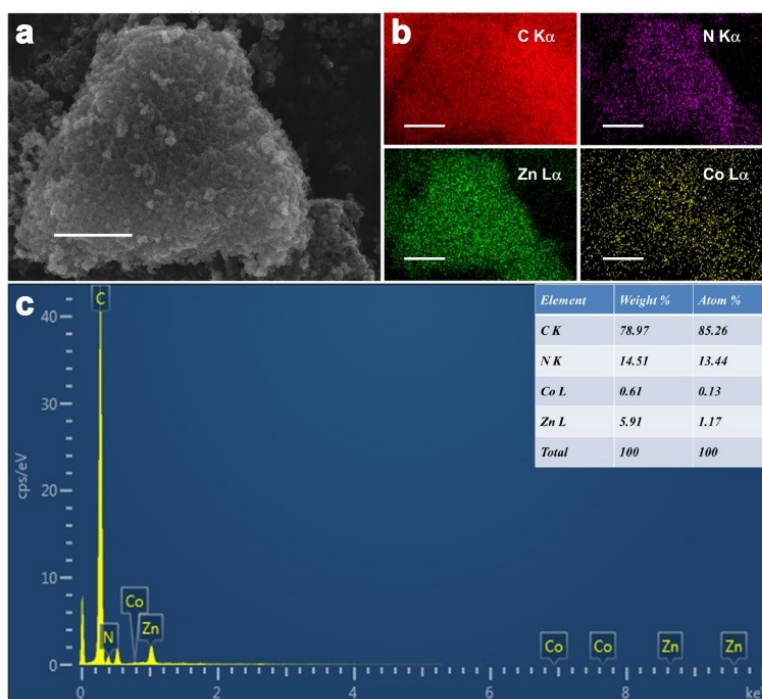 a
b
C Kα
N Kα
Zn Lα
Co Lα
c
C
Element Weight % Atom %
C K 78.97 85.26
N K 14.51 13.44
Co L 0.61 0.13
Zn L 5.91 1.17
Total 100 100
cps/eV
40
30
20
10
0
N
Co
Zn
Co
Co
Zn
Zn
0 2 4 6 8 ke